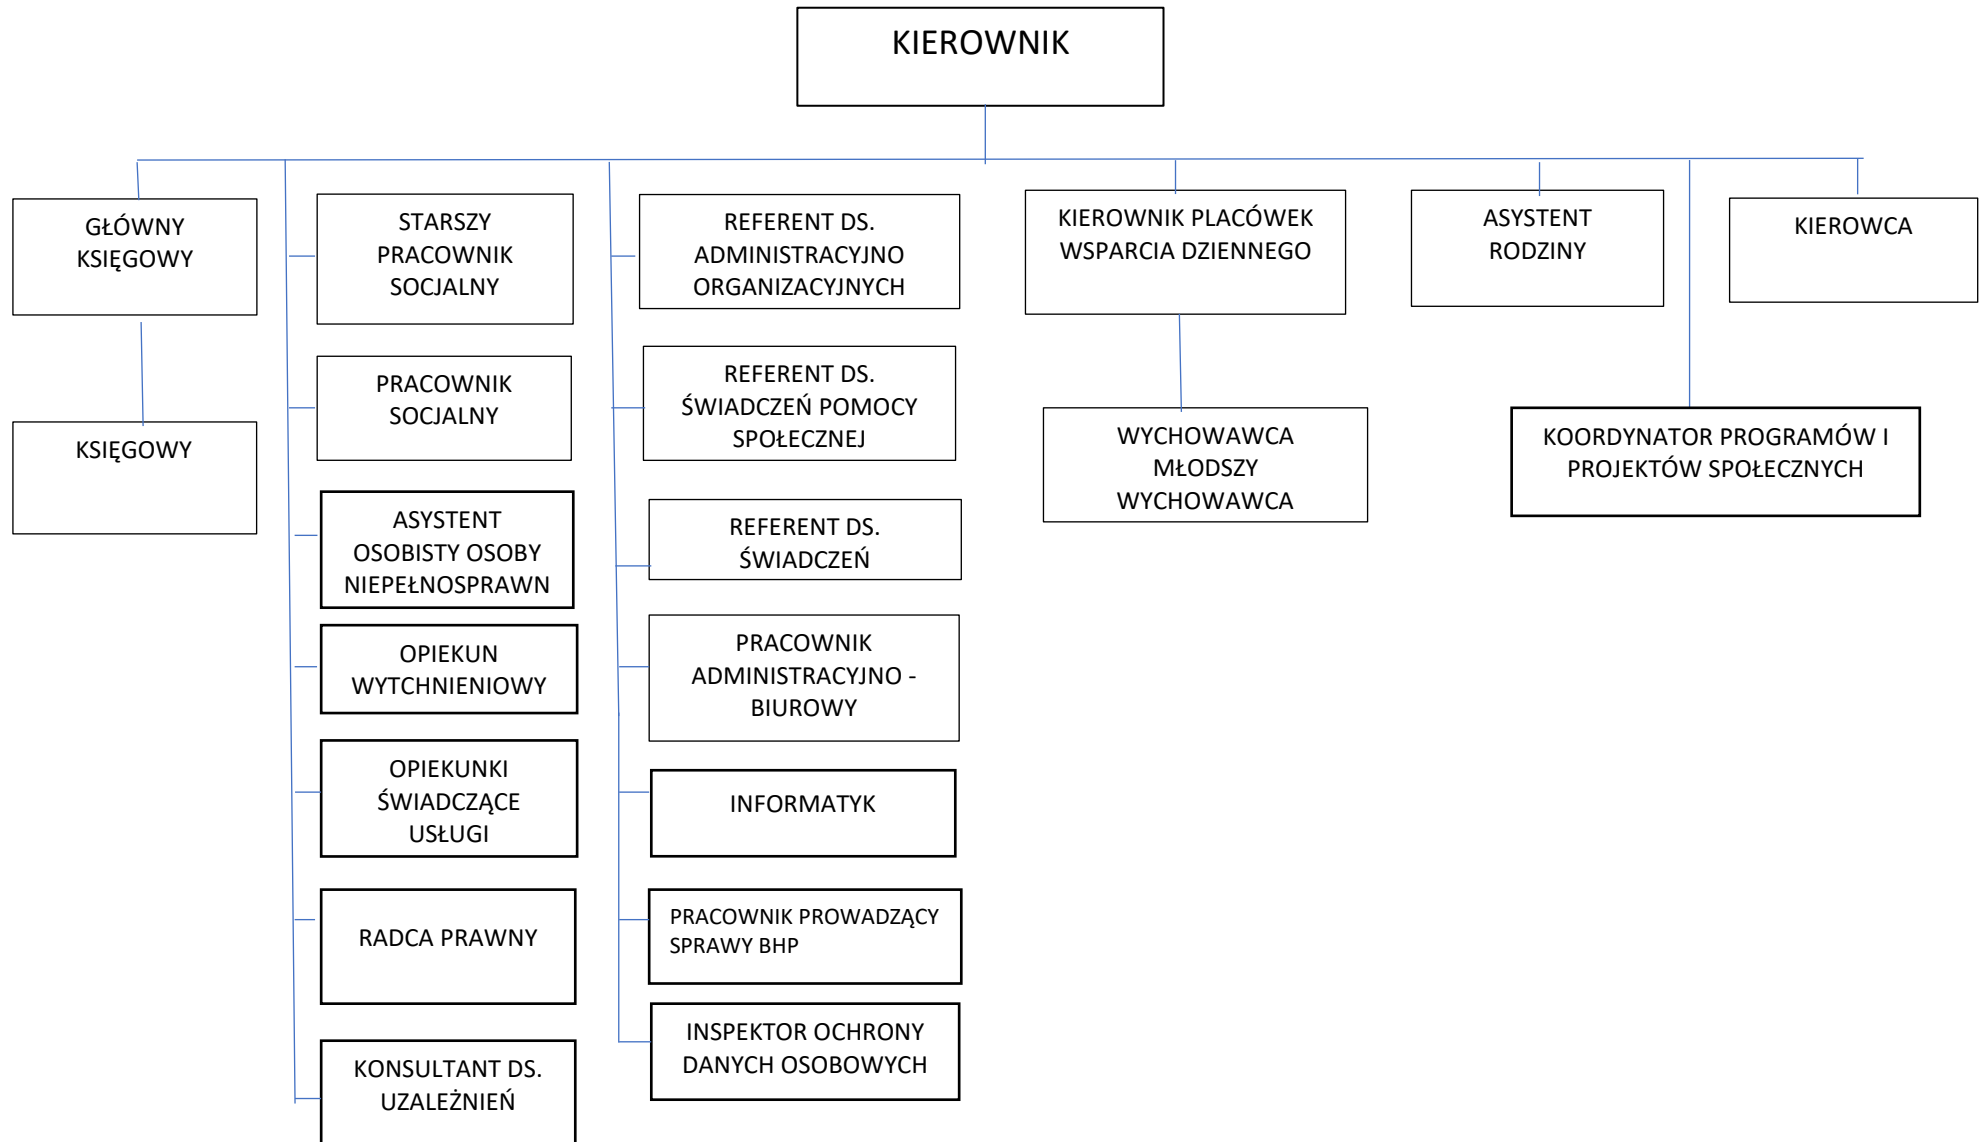 KIEROWNIK
GŁÓWNY
KSIĘGOWY
KSIĘGOWY
STARSZY
PRACOWNIK
SOCJALNY
PRACOWNIK
SOCJALNY
ASYSTENT
OSOBISTY OSOBY
NIEPEŁNOSPRAWN
OPIEKUN
WYTCHNIENIOWY
OPIEKUNKI
ŚWIADCZĄCE
USŁUGI
RADCA PRAWNY
KONSULTANT DS.
UZALEŻNIEŃ
REFERENT DS.
ADMINISTRACYJNO
ORGANIZACYJNYCH
REFERENT DS.
ŚWIADCZEŃ POMOCY
SPOŁECZNEJ
REFERENT DS.
ŚWIADCZEŃ
PRACOWNIK
ADMINISTRACYJNO -
BIUROWY
INFORMATYK
PRACOWNIK PROWADZĄCY
SPRAWY BHP
INSPEKTOR OCHRONY
DANYCH OSOBOWYCH
KIEROWNIK PLACÓWEK
WSPARCIA DZIENNEGO
WYCHOWAWCA
MŁODSZY
WYCHOWAWCA
ASYSTENT
RODZINY
KOORDYNATOR PROGRAMÓW I
PROJEKTÓW SPOŁECZNYCH
KIEROWCA